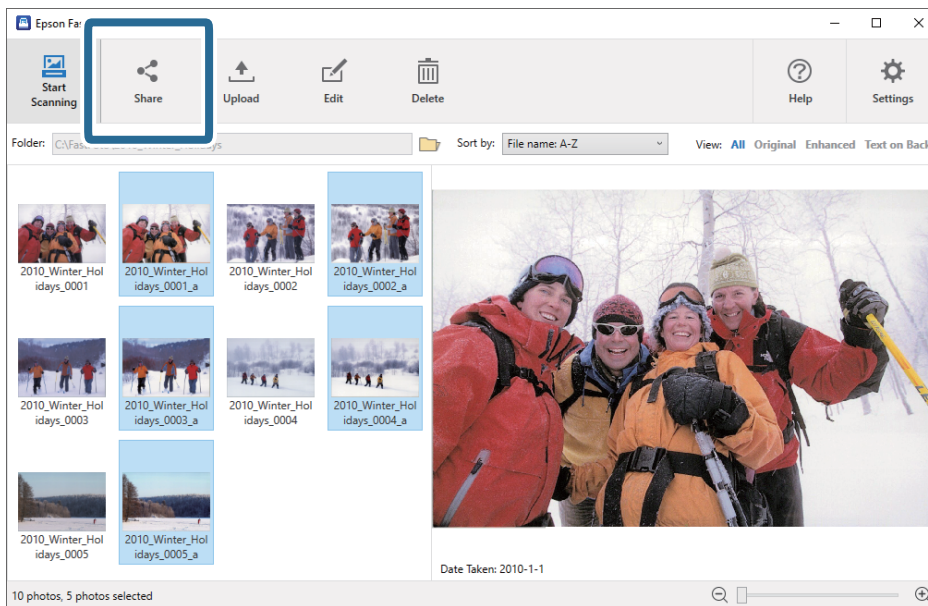 Epson Fas
Start
Scanning
Share
Upload
Edit
Delete
Help
Settings
Folder:
Sort by:
File name: A-Z
View:
All
Original
Enhanced
Text on Back
2010_Winter_Hol
idays_0001
2010_Winter_Hol
idays_0001_a
2010_Winter_Hol
idays_0002
2010_Winter_Hol
idays_0002_a
2010_Winter_Hol
idays_0003
2010_Winter_Hol
idays_0003_a
2010_Winter_Hol
idays_0004
2010_Winter_Hol
idays_0004_a
2010_Winter_Hol
idays_0005
2010_Winter_Hol
idays_0005_a
Date Taken: 2010-1-1
10 photos, 5 photos selected